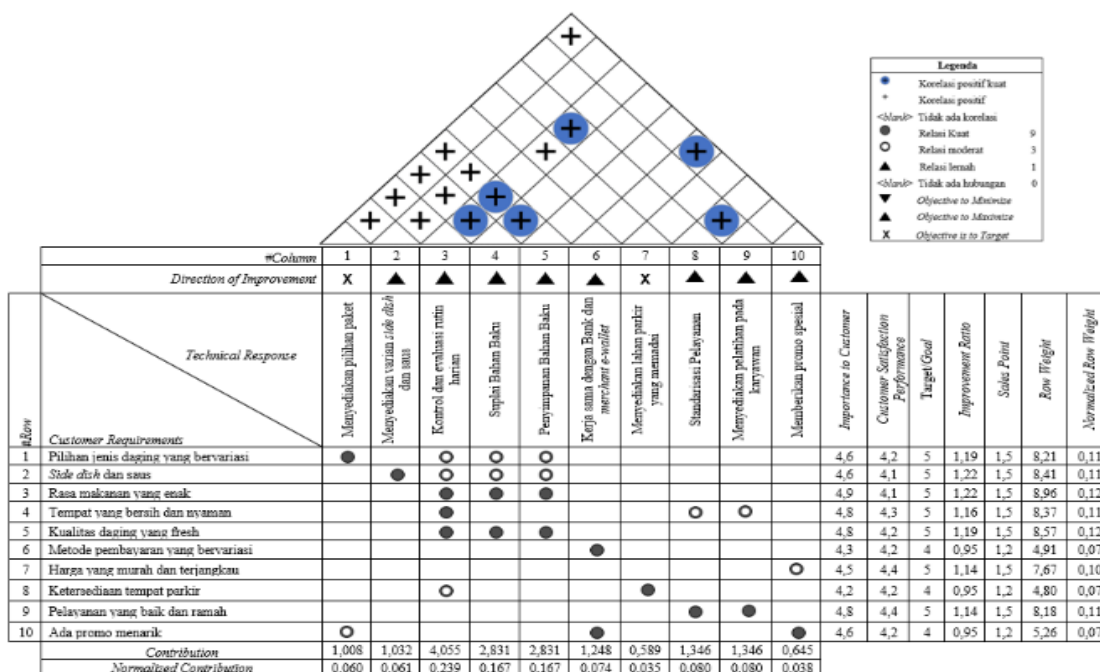 Legenda
Korelasi positif kuat
+ Korelasi positif
<blank> Tidak ada korelasi
Relasi Kuat 9
Relasi moderat 3
Relasi lemah 1
<blank> Tidak ada hubungan 0
Objective to Minimize
Objective to Maximize
X Objective is to Target
#Column 1 2 3 4 5 6 7 8 9 10
Direction of Improvement X X
Technical Response
Menyediakan pilihan paket
Menyediakan varian side dish dan saus
Kontrol dan evaluasi rutin harian
Suplai Bahan Baku
Penyimpanan Bahan Baku
Kerja sama dengan Bank dan merchant e-wallet
Menyediakan lahan parkir yang memadai
Standarisasi Pelayanan
Menyediakan pelatihan pada karyawan
Memberikan promo spesial
Importance to Customer
Customer Satisfaction Performance
Target/Goal
Improvement Ratio
Sales Point
Row Weight
Normalized Row Weight
#Row
Customer Requirements
1 Pilihan jenis daging yang bervariasi 4,6 4,2 5 1,19 1,5 8,21 0,11
2 Side dish dan saus 4,6 4,1 5 1,22 1,5 8,41 0,11
3 Rasa makanan yang enak 4,9 4,1 5 1,22 1,5 8,96 0,12
4 Tempat yang bersih dan nyaman 4,8 4,3 5 1,16 1,5 8,37 0,11
5 Kualitas daging yang fresh 4,8 4,2 5 1,19 1,5 8,57 0,12
6 Metode pembayaran yang bervariasi 4,3 4,2 4 0,95 1,2 4,91 0,07
7 Harga yang murah dan terjangkau 4,5 4,4 5 1,14 1,5 7,67 0,10
8 Ketersediaan tempat parkir 4,2 4,2 4 0,95 1,2 4,80 0,07
9 Pelayanan yang baik dan ramah 4,8 4,4 5 1,14 1,5 8,18 0,11
10 Ada promo menarik 4,6 4,2 4 0,95 1,2 5,26 0,07
Contribution 1,008 1,032 4,055 2,831 2,831 1,248 0,589 1,346 1,346 0,645
Normalised Contribution 0,060 0,061 0,239 0,167 0,167 0,074 0,035 0,080 0,080 0,038